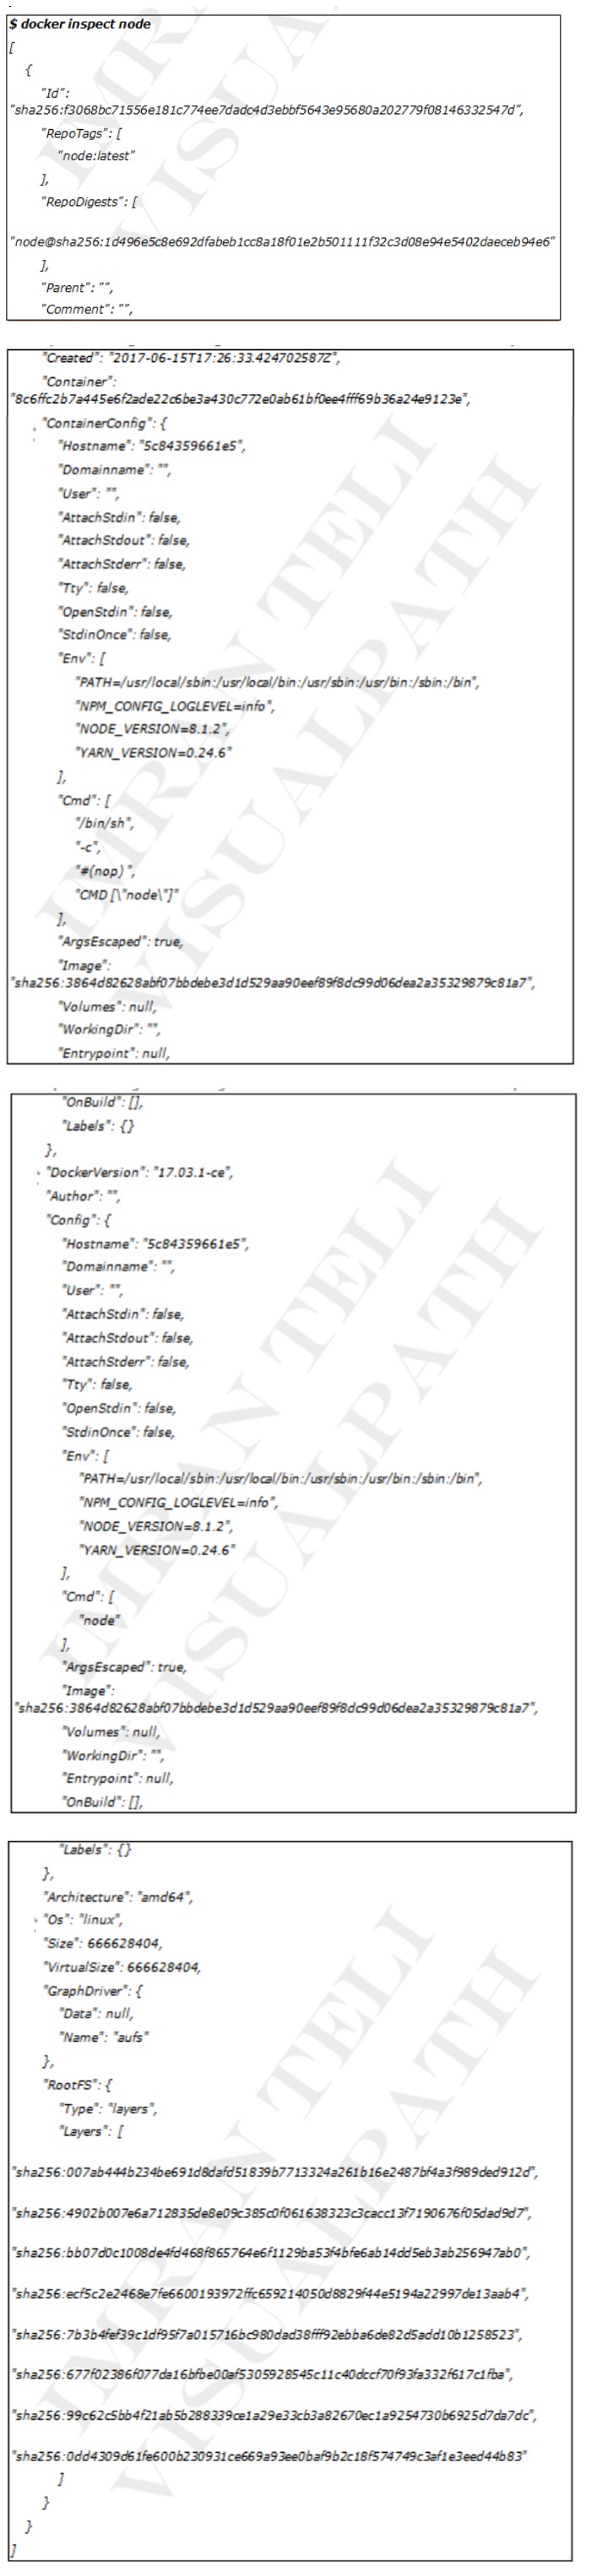 $ docker inspect node
[
{
"Id":
"sha256:f3068bc71556e181c774ee7dadc4d3ebbf5643e95680a202779f08146332547d",
"RepoTags": [
"node:latest"
],
"RepoDigests": [
"node@sha256:1d496e5c8e692dfabeb1cc8a18f01e2b501111f32c3d08e94e5402daeceb94e6"
],
"Parent": "",
"Comment": "",
"Created": "2017-06-15T17:26:33.424702587Z",
"Container":
"8c6ffc2b7a445e6f2ade22c6be3a430c772e0ab61bf0ee4fff69b36a24e9123e",
"ContainerConfig": {
"Hostname": "5c84359661e5",
"Domainname": "",
"User": "",
"AttachStdin": false,
"AttachStdout": false,
"AttachStderr": false,
"Tty": false,
"OpenStdin": false,
"StdinOnce": false,
"Env": [
"PATH=/usr/local/sbin:/usr/local/bin:/usr/sbin:/usr/bin:/sbin:/bin",
"NPM_CONFIG_LOGLEVEL=info",
"NODE_VERSION=8.1.2",
"YARN_VERSION=0.24.6"
],
"Cmd": [
"/bin/sh",
"-c",
"#(nop) ",
"CMD [\"node\"]"
],
"ArgsEscaped": true,
"Image":
"sha256:3864d82628abf07bbdebe3d1d529aa90eef89f8dc99d06dea2a35329879c81a7",
"Volumes": null,
"WorkingDir": "",
"Entrypoint": null,
"OnBuild": [],
"Labels": {}
},
"DockerVersion": "17.03.1-ce",
"Author": "",
"Config": {
"Hostname": "5c84359661e5",
"Domainname": "",
"User": "",
"AttachStdin": false,
"AttachStdout": false,
"AttachStderr": false,
"Tty": false,
"OpenStdin": false,
"StdinOnce": false,
"Env": [
"PATH=/usr/local/sbin:/usr/local/bin:/usr/sbin:/usr/bin:/sbin:/bin",
"NPM_CONFIG_LOGLEVEL=info",
"NODE_VERSION=8.1.2",
"YARN_VERSION=0.24.6"
],
"Cmd": [
"node"
],
"ArgsEscaped": true,
"Image":
"sha256:3864d82628abf07bbdebe3d1d529aa90eef89f8dc99d06dea2a35329879c81a7",
"Volumes": null,
"WorkingDir": "",
"Entrypoint": null,
"OnBuild": [],
"Labels": {}
},
"Architecture": "amd64",
"Os": "linux",
"Size": 666628404,
"VirtualSize": 666628404,
"GraphDriver": {
"Data": null,
"Name": "aufs"
},
"RootFS": {
"Type": "layers",
"Layers": [
"sha256:007ab444b234be691d8dafd51839b7713324a261b16e2487bf4a3f989ded912d",
"sha256:4902b007e6a712835de8e09c385c0f061638323c3cacc13f7190676f05dad9d7",
"sha256:bb07d0c1008de4fd468f865764e6f1129ba53f4bfe6ab14dd5eb3ab256947ab0",
"sha256:ecf5c2e2468e7fe6600193972ffc659214050d8829f44e5194a22997de13aab4",
"sha256:7b3b4fef39c1df95f7a015716bc980dad38fff92ebba6de82d5add10b1258523",
"sha256:677f02386f077da16bfbe00af5305928545c11c40dccf70f93fa332f617c1fba",
"sha256:99c62c5bb4f21ab5b288339ce1a29e33cb3a82670ec1a9254730b6925d7da7dc",
"sha256:0dd4309d61fe600b230931ce669a93ee0baf9b2c18f574749c3af1e3eed44b83"
]
}
}
]
IMRAN TELI
VISUALPATH